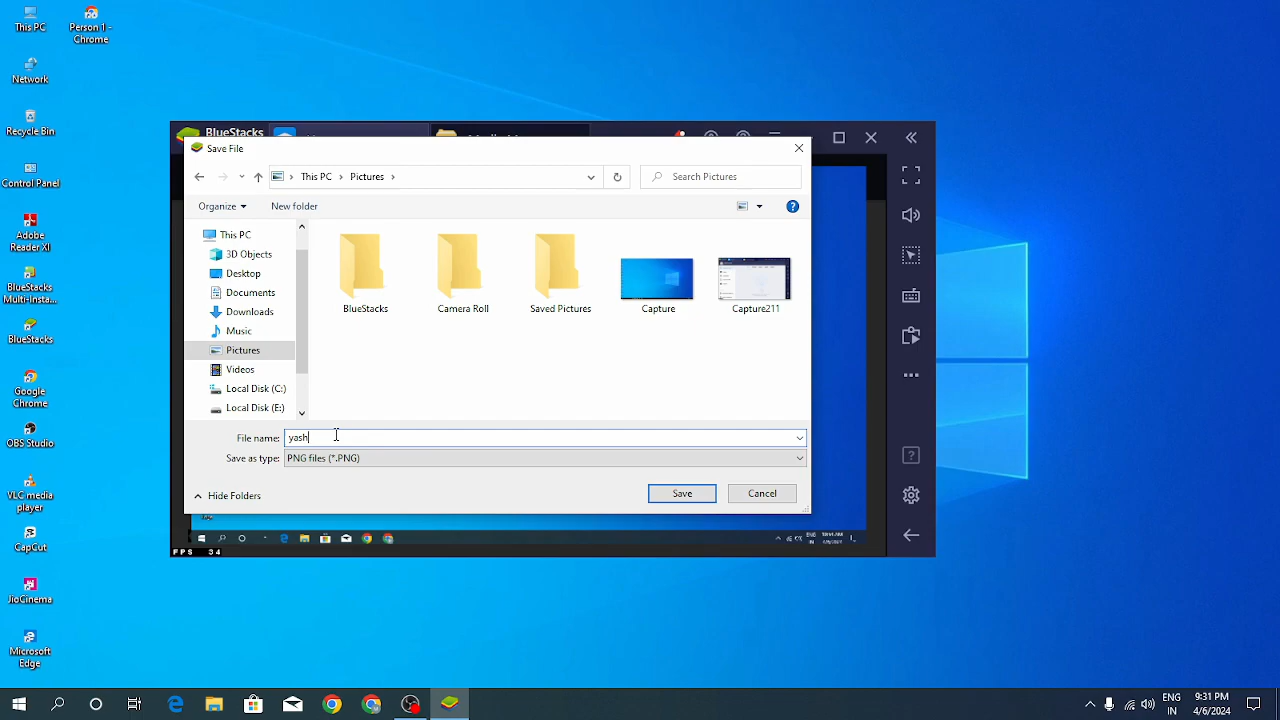 This PC
Person 1 -
Chrome
Network
Recycle Bin
Control Panel
Adobe
Reader XI
BlueStacks
Multi-Insta...
BlueStacks
Google
Chrome
OBS Studio
VLC media
player
CapCut
JioCinema
Microsoft
Edge
BlueStacks
Save File
This PC
Pictures
Search Pictures
Organize
New folder
This PC
3D Objects
Desktop
Documents
Downloads
Music
Pictures
Videos
Local Disk (C:)
Local Disk (E:)
BlueStacks
Camera Roll
Saved Pictures
Capture
Capture211
File name: yash
Save as type: PNG files (*.PNG)
Hide Folders
Save
Cancel
ENG
IN
FPS 34
ENG
IN
9:31 PM
4/6/2024